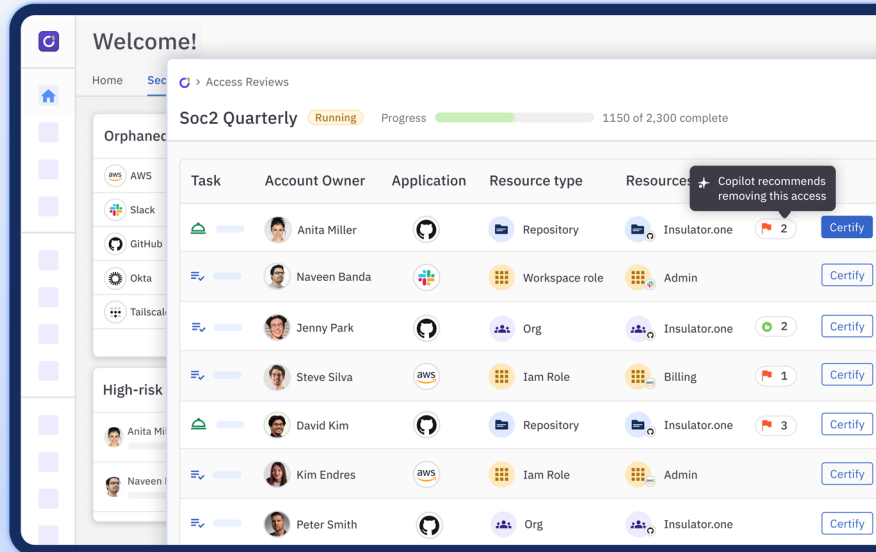 Welcome!
Home Sec
> Access Reviews
Soc2 Quarterly Running Progress 1150 of 2,300 complete
Orphaned
aws AWS
Slack
GitHub
Okta
Tailscal
High-risk
Anita Mil
Naveen
Task Account Owner Application Resource type Resources
Copilot recommends
removing this access
Anita Miller Repository Insulator.one 2 Certify
Naveen Banda Workspace role Admin Certify
Jenny Park Org Insulator.one 2 Certify
Steve Silva aws Iam Role aws Billing 1 Certify
David Kim Repository Insulator.one 3 Certify
Kim Endres aws Iam Role aws Admin Certify
Peter Smith Org Insulator.one Certify